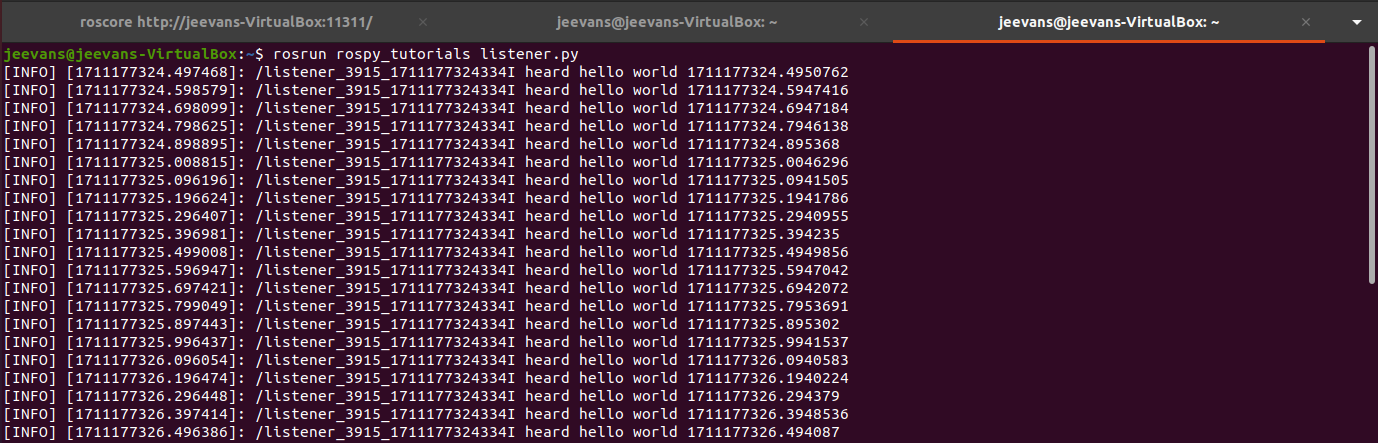 roscore http://jeevans-VirtualBox:11311/ × jeevans@jeevans-VirtualBox: ~ × jeevans@jeevans-VirtualBox: ~ ×
jeevans@jeevans-VirtualBox:~$ rosrun rospy_tutorials listener.py
[INFO] [1711177324.497468]: /listener_3915_1711177324334I heard hello world 1711177324.4950762
[INFO] [1711177324.598579]: /listener_3915_1711177324334I heard hello world 1711177324.5947416
[INFO] [1711177324.698099]: /listener_3915_1711177324334I heard hello world 1711177324.6947184
[INFO] [1711177324.798625]: /listener_3915_1711177324334I heard hello world 1711177324.7946138
[INFO] [1711177324.898895]: /listener_3915_1711177324334I heard hello world 1711177324.895368
[INFO] [1711177325.008815]: /listener_3915_1711177324334I heard hello world 1711177325.0046296
[INFO] [1711177325.096196]: /listener_3915_1711177324334I heard hello world 1711177325.0941505
[INFO] [1711177325.196624]: /listener_3915_1711177324334I heard hello world 1711177325.1941786
[INFO] [1711177325.296407]: /listener_3915_1711177324334I heard hello world 1711177325.2940955
[INFO] [1711177325.396981]: /listener_3915_1711177324334I heard hello world 1711177325.394235
[INFO] [1711177325.499008]: /listener_3915_1711177324334I heard hello world 1711177325.4949856
[INFO] [1711177325.596947]: /listener_3915_1711177324334I heard hello world 1711177325.5947042
[INFO] [1711177325.697421]: /listener_3915_1711177324334I heard hello world 1711177325.6942072
[INFO] [1711177325.799049]: /listener_3915_1711177324334I heard hello world 1711177325.7953691
[INFO] [1711177325.897443]: /listener_3915_1711177324334I heard hello world 1711177325.895302
[INFO] [1711177325.996437]: /listener_3915_1711177324334I heard hello world 1711177325.9941537
[INFO] [1711177326.096054]: /listener_3915_1711177324334I heard hello world 1711177326.0940583
[INFO] [1711177326.196474]: /listener_3915_1711177324334I heard hello world 1711177326.1940224
[INFO] [1711177326.296448]: /listener_3915_1711177324334I heard hello world 1711177326.294379
[INFO] [1711177326.397414]: /listener_3915_1711177324334I heard hello world 1711177326.3948536
[INFO] [1711177326.496386]: /listener_3915_1711177324334I heard hello world 1711177326.494087